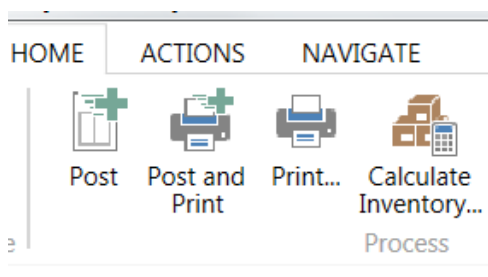 HOME ACTIONS NAVIGATE
Post Post and Print... Calculate
Print Inventory...
e Process